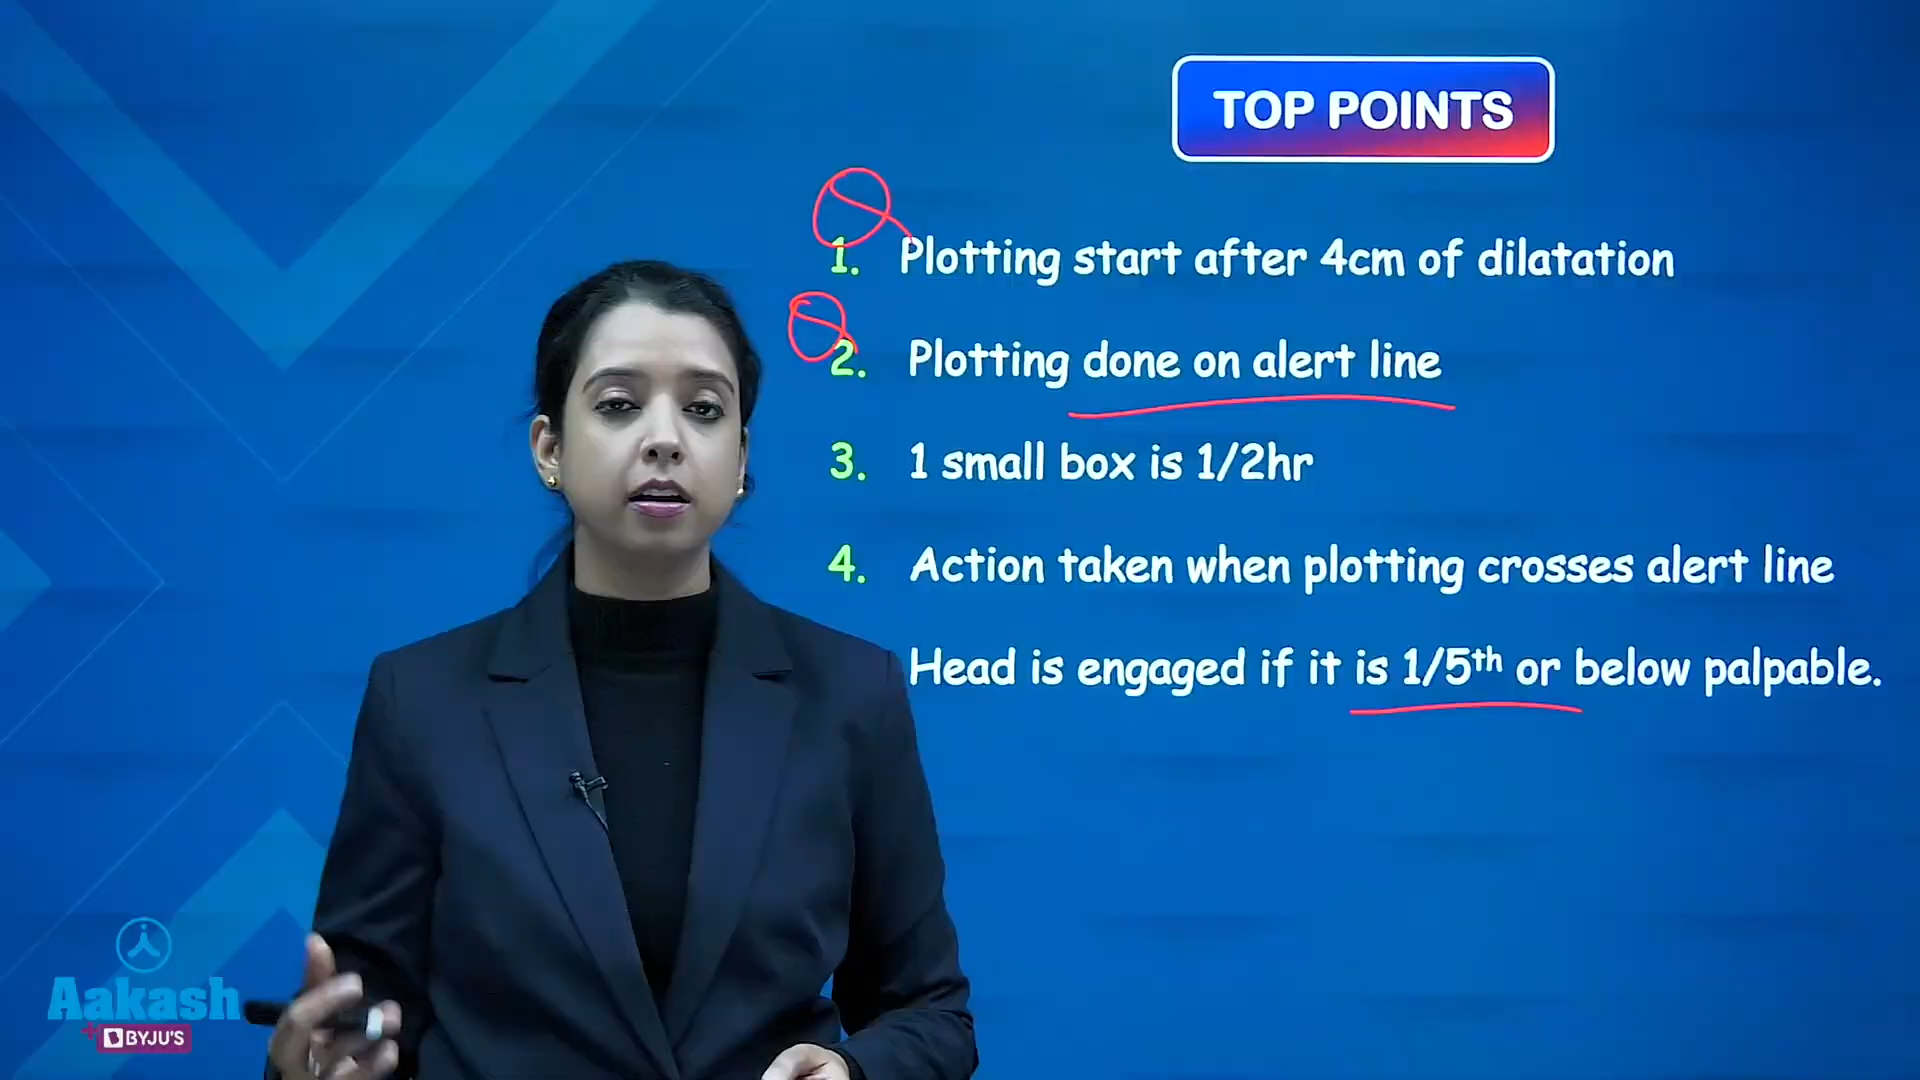 TOP POINTS
1. Plotting start after 4cm of dilatation
2. Plotting done on alert line
3. 1 small box is 1/2hr
4. Action taken when plotting crosses alert line
Head is engaged if it is 1/5th or below palpable.
Aakash
+ BYJU'S